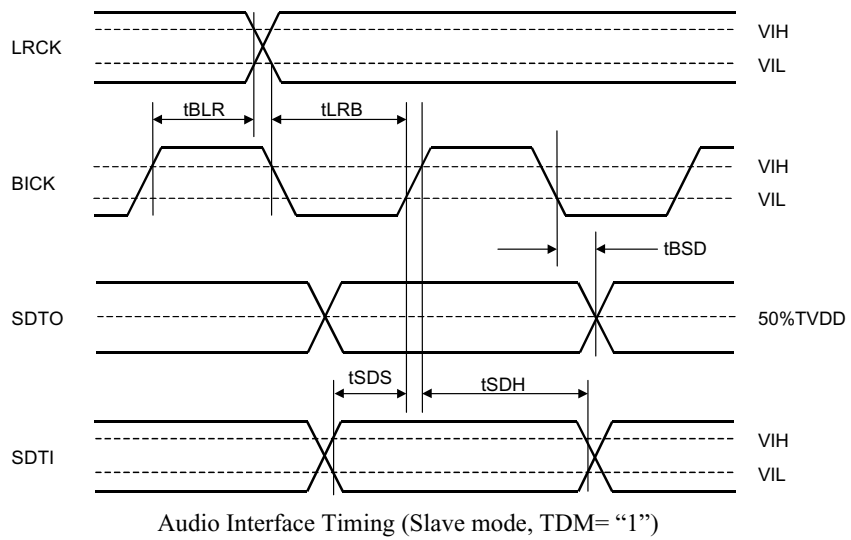 LRCK
VIH
VIL
tBLR
tLRB
BICK
VIH
VIL
tBSD
SDTO
50%TVDD
tSDS
tSDH
SDTI
VIH
VIL
Audio Interface Timing (Slave mode, TDM= “1”)